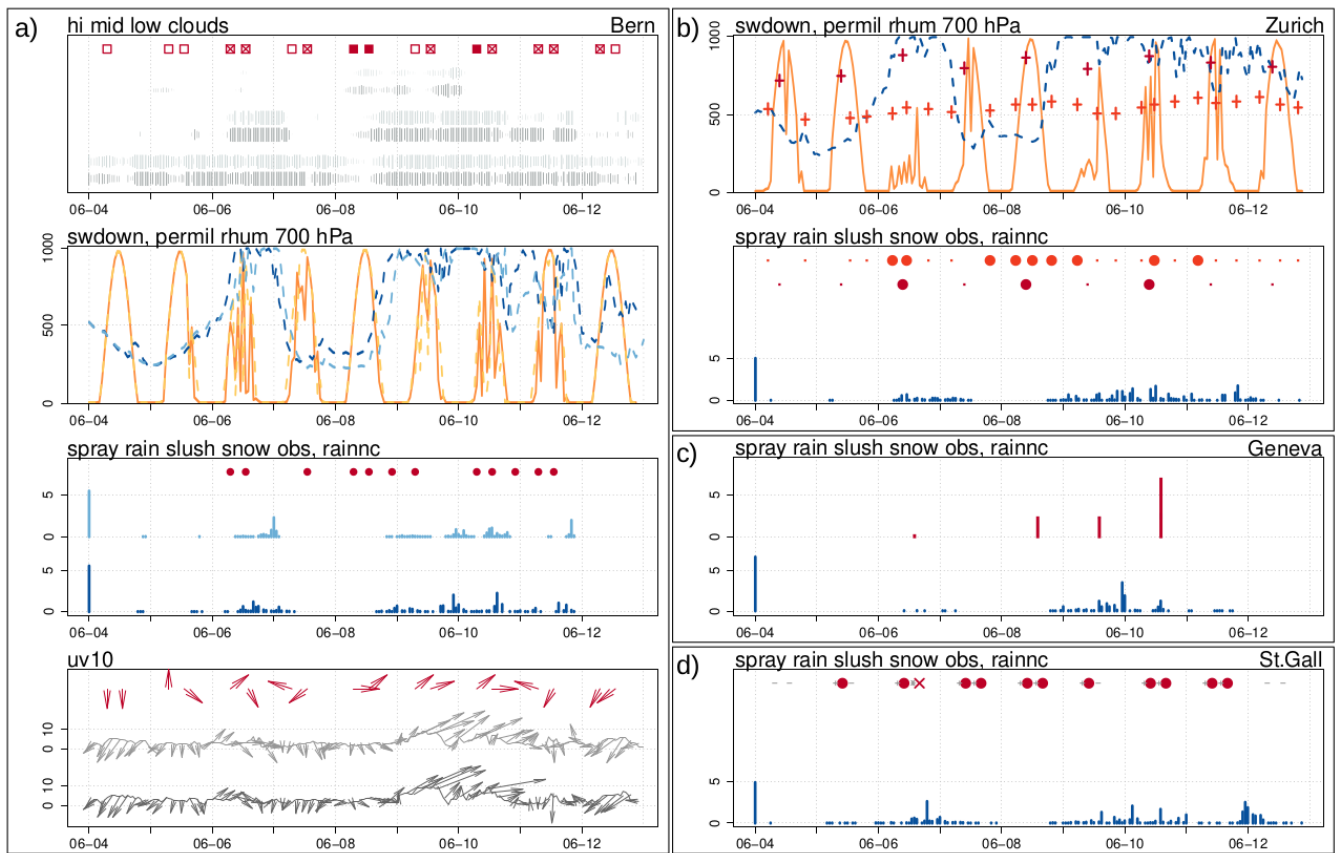 a)
hi mid low clouds Bern
06−04 06−06 06−08 06−10 06−12
swdown, permil rhum 700 hPa
1000
500
0
06−04 06−06 06−08 06−10 06−12
spray rain slush snow obs, rainnc
5
0
5
0
06−04 06−06 06−08 06−10 06−12
uv10
10
0
10
0
06−04 06−06 06−08 06−10 06−12
b)
swdown, permil rhum 700 hPa Zurich
1000
500
0
06−04 06−06 06−08 06−10 06−12
spray rain slush snow obs, rainnc
5
0
06−04 06−06 06−08 06−10 06−12
c)
spray rain slush snow obs, rainnc Geneva
5
0
5
0
06−04 06−06 06−08 06−10 06−12
d)
spray rain slush snow obs, rainnc St.Gall
5
0
06−04 06−06 06−08 06−10 06−12